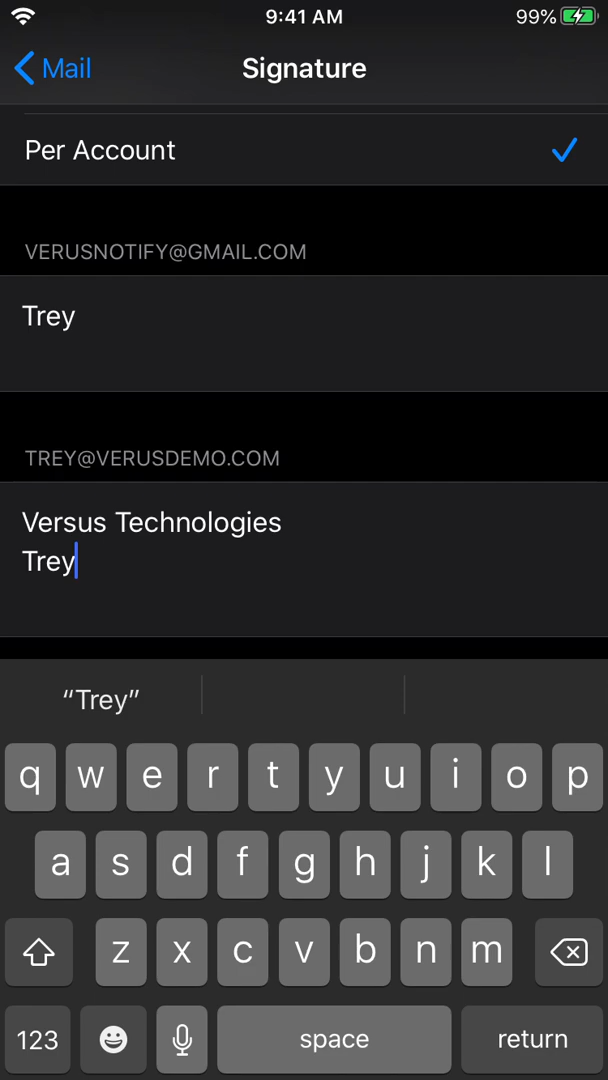 9:41 AM
99%
Mail
Signature
Per Account
VERUSNOTIFY@GMAIL.COM
Trey
TREY@VERUSDEMO.COM
Versus Technologies
Trey
“Trey”
q w e r t y u i o p
a s d f g h j k l
z x c v b n m
123 space return